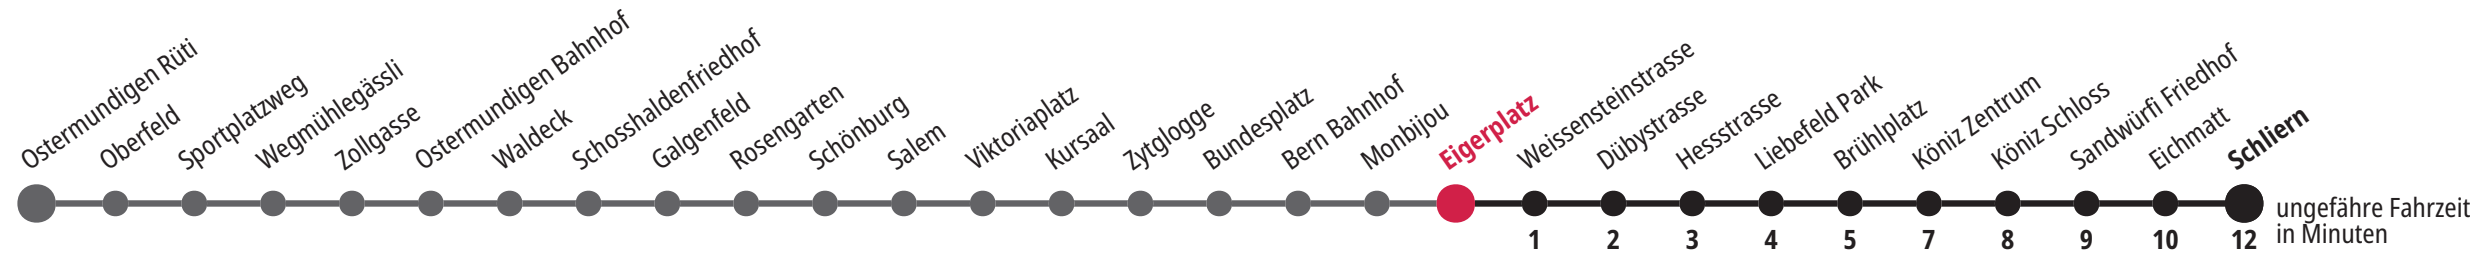 Ostermundigen Rüti
Oberfeld
Sportplatzweg
Wegmühlegässli
Zollgasse
Ostermundigen Bahnhof
Waldeck
Schosshaldenfriedhof
Galgenfeld
Rosengarten
Schönburg
Salem
Viktoriaplatz
Kursaal
Zytglogge
Bundesplatz
Bern Bahnhof
Monbijou
Eigerplatz
Weissensteinstrasse
Dübystrasse
Hessstrasse
Liebefeld Park
Brühlplatz
Köniz Zentrum
Köniz Schloss
Sandwürfi Friedhof
Eichmatt
Schliern
1 2 3 4 5 7 8 9 10 12
ungefähre Fahrzeit
in Minuten